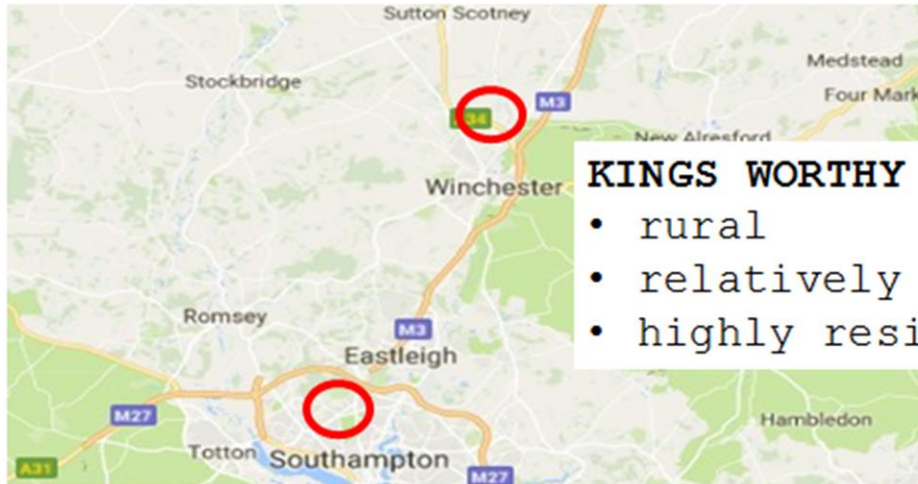 Sutton Scotney
Medstead
Stockbridge
Four Mark
M3
34
New Alresford
Winchester
KINGS WORTHY
• rural
• relatively
• highly resi
Romsey
M3
Eastleigh
M27
Hambledon
Totton
Southampton
A31
M27